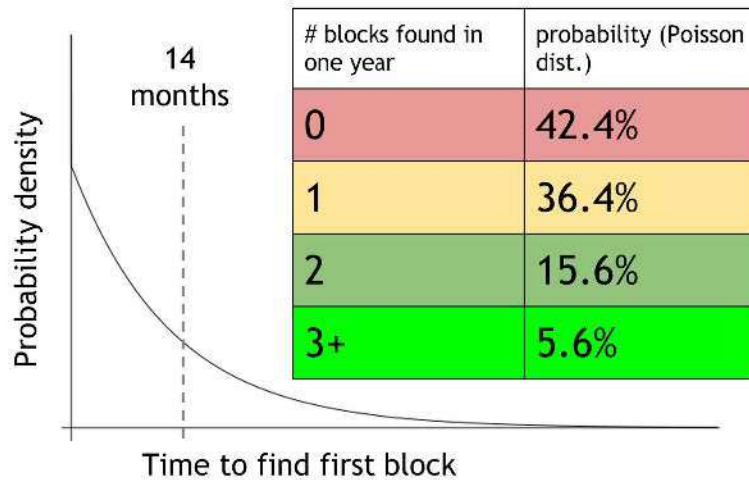 14
months
Probability density
Time to find first block
# blocks found in
one year
probability (Poisson
dist.)
0
42.4%
1
36.4%
2
15.6%
3+
5.6%